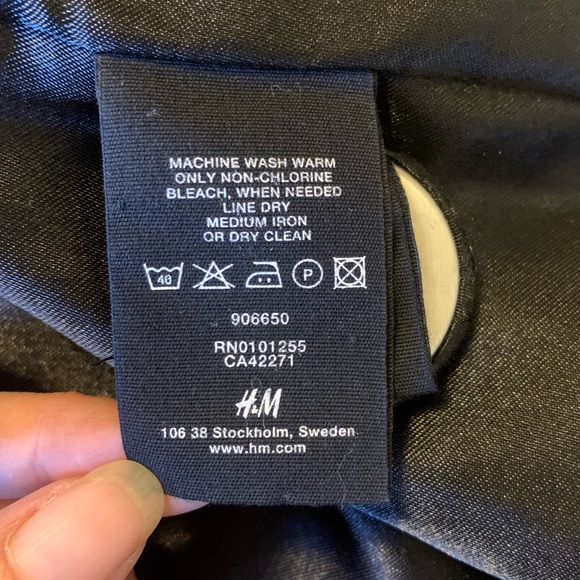 MACHINE WASH WARM
ONLY NON-CHLORINE
BLEACH, WHEN NEEDED
LINE DRY
MEDIUM IRON
OR DRY CLEAN
40 P
906650
RN0101255
CA42271
H&M
106 38 Stockholm, Sweden
www.hm.com